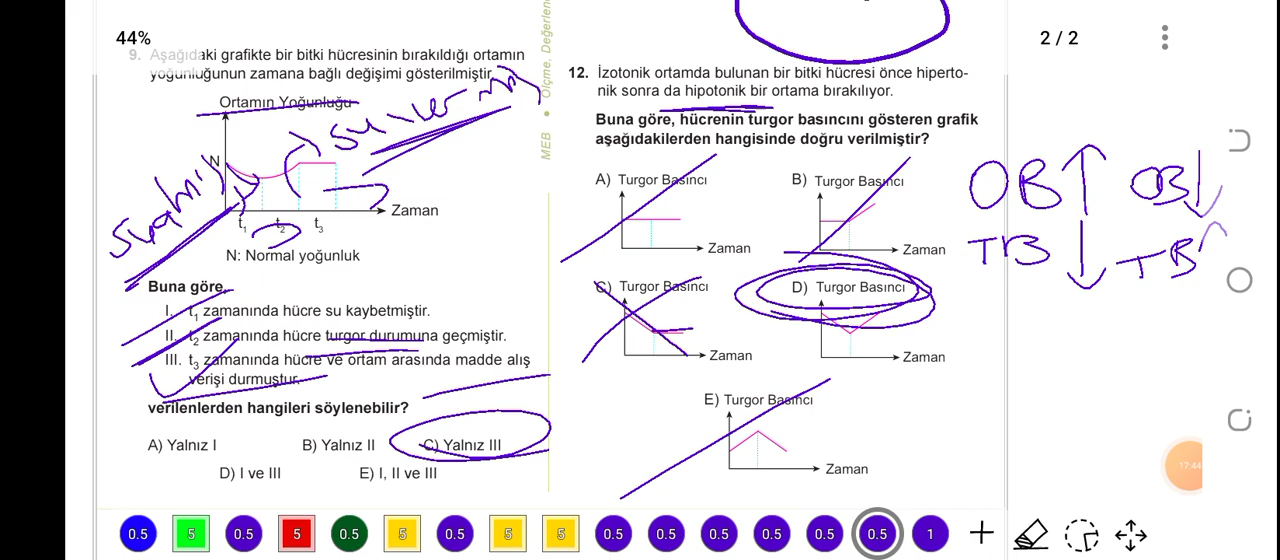 44%
2 / 2
9. Aşağıdaki grafikte bir bitki hücresinin bırakıldığı ortamın
yoğunluğunun zamana bağlı değişimi gösterilmiştir.
Ortamın Yoğunluğu
N
t1 t2 t3
Zaman
N: Normal yoğunluk
Buna göre,
I. t1 zamanında hücre su kaybetmiştir.
II. t2 zamanında hücre turgor durumuna geçmiştir.
III. t3 zamanında hücre ve ortam arasında madde alış
verişi durmuştur.
verilenlerden hangileri söylenebilir?
A) Yalnız I B) Yalnız II C) Yalnız III
D) I ve III E) I, II ve III
MEB ● Ölçme, Değerlen
12. İzotonik ortamda bulunan bir bitki hücresi önce hiperto-
nik sonra da hipotonik bir ortama bırakılıyor.
Buna göre, hücrenin turgor basıncını gösteren grafik
aşağıdakilerden hangisinde doğru verilmiştir?
A) Turgor Basıncı
Zaman
B) Turgor Basıncı
Zaman
C) Turgor Basıncı
Zaman
D) Turgor Basıncı
Zaman
E) Turgor Basıncı
Zaman
OB OB
TB TB
17:44
0.5 5 0.5 5 0.5 5 0.5 5 5 0.5 0.5 0.5 0.5 0.5 0.5 1